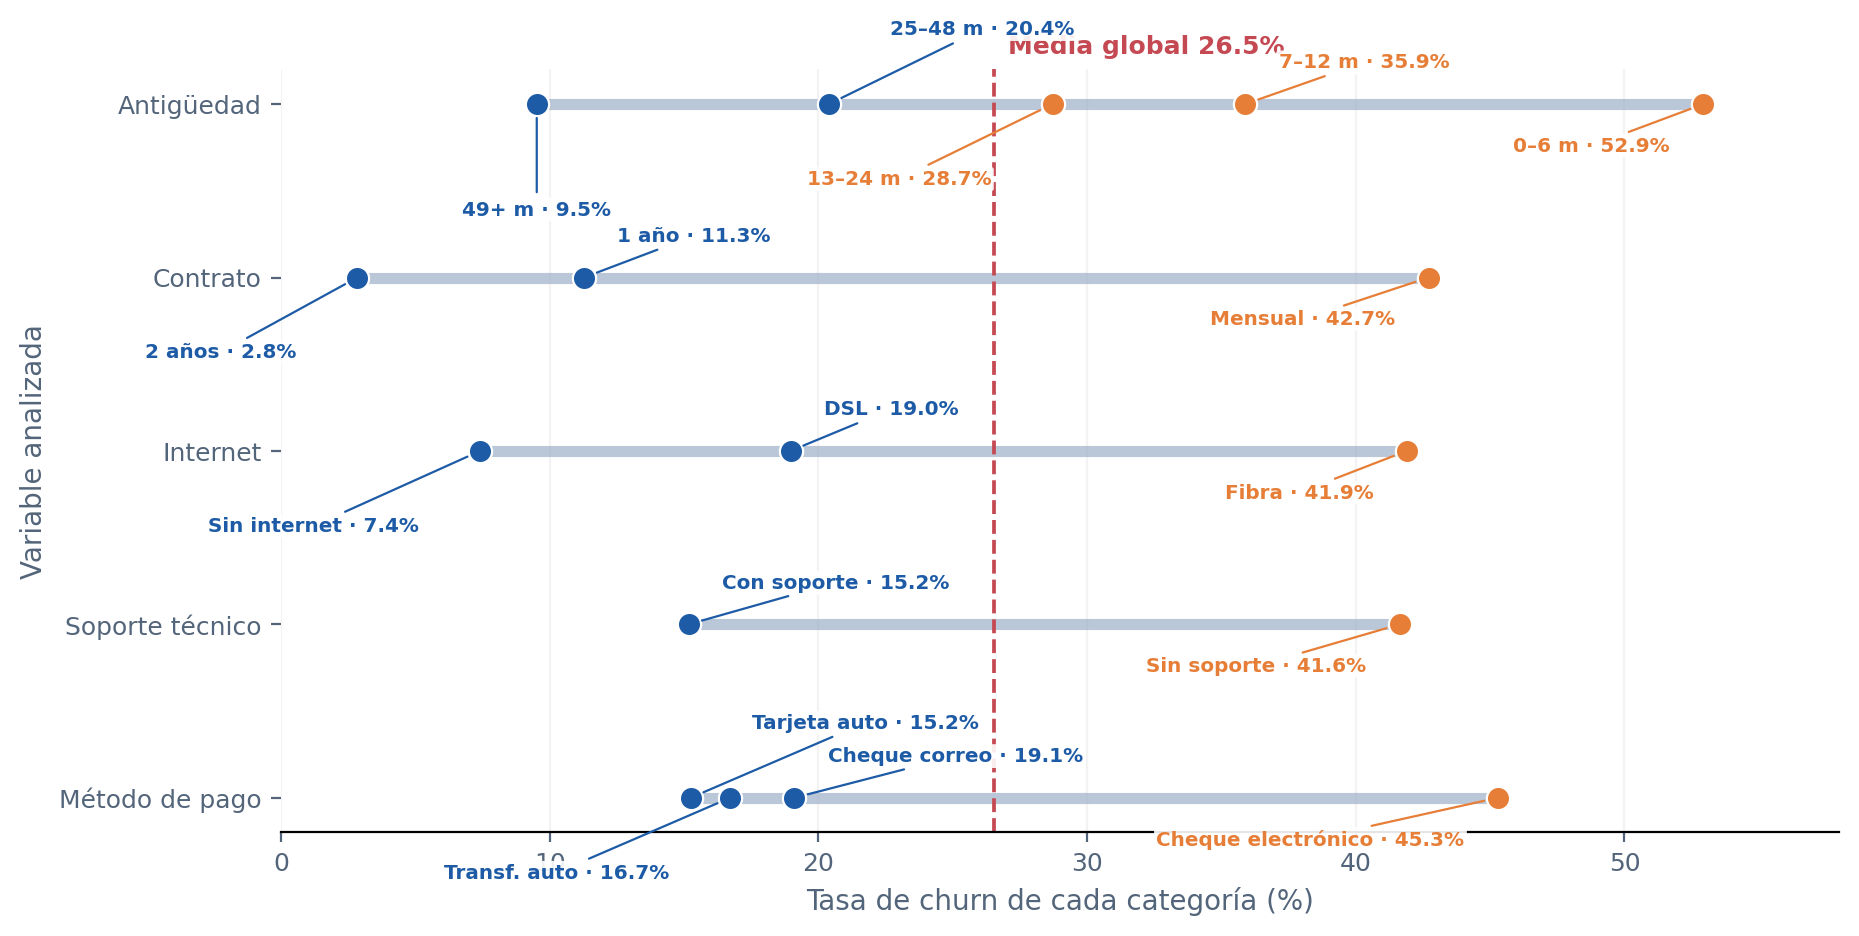 25–48 m · 20.4%
Media global 26.5%
7–12 m · 35.9%
Antigüedad
0–6 m · 52.9%
13–24 m · 28.7%
49+ m · 9.5%
1 año · 11.3%
Contrato
Mensual · 42.7%
2 años · 2.8%
Variable analizada
DSL · 19.0%
Internet
Fibra · 41.9%
Sin internet · 7.4%
Con soporte · 15.2%
Soporte técnico
Sin soporte · 41.6%
Tarjeta auto · 15.2%
Cheque correo · 19.1%
Método de pago
Cheque electrónico · 45.3%
0 10 20 30 40 50
Transf. auto · 16.7%
Tasa de churn de cada categoría (%)